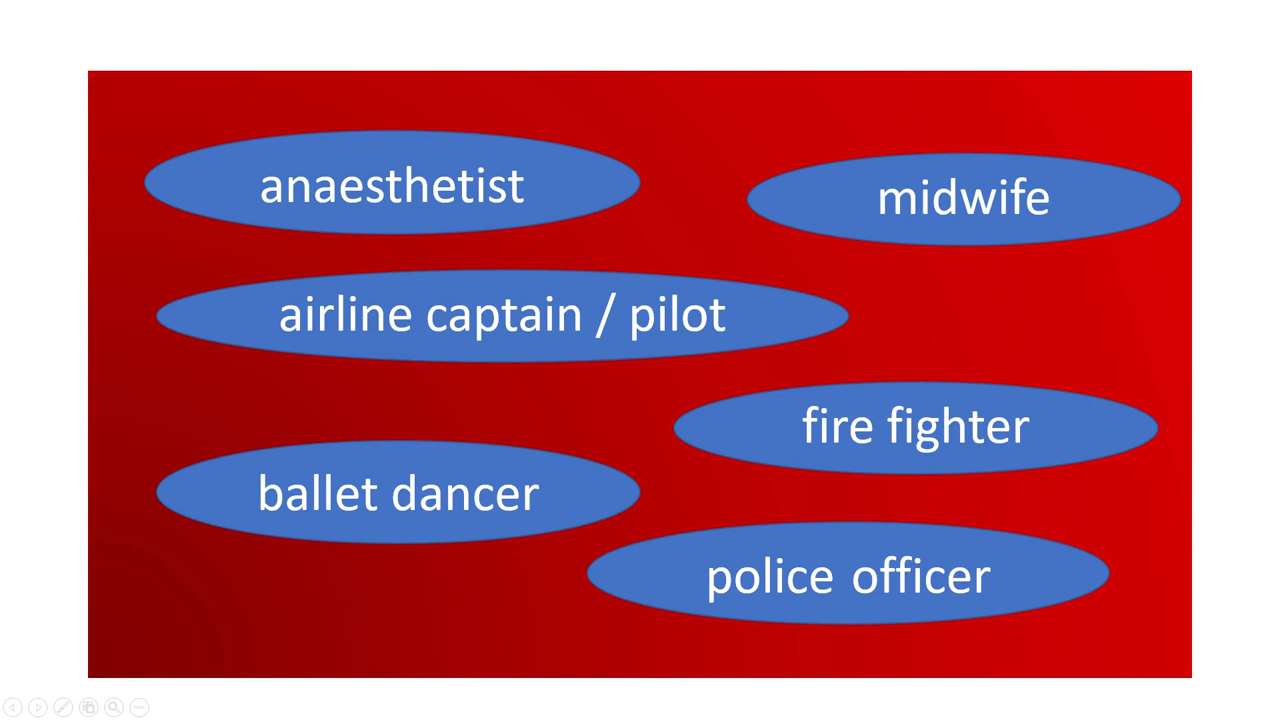 anaesthetist
midwife
airline captain / pilot
fire fighter
ballet dancer
police officer